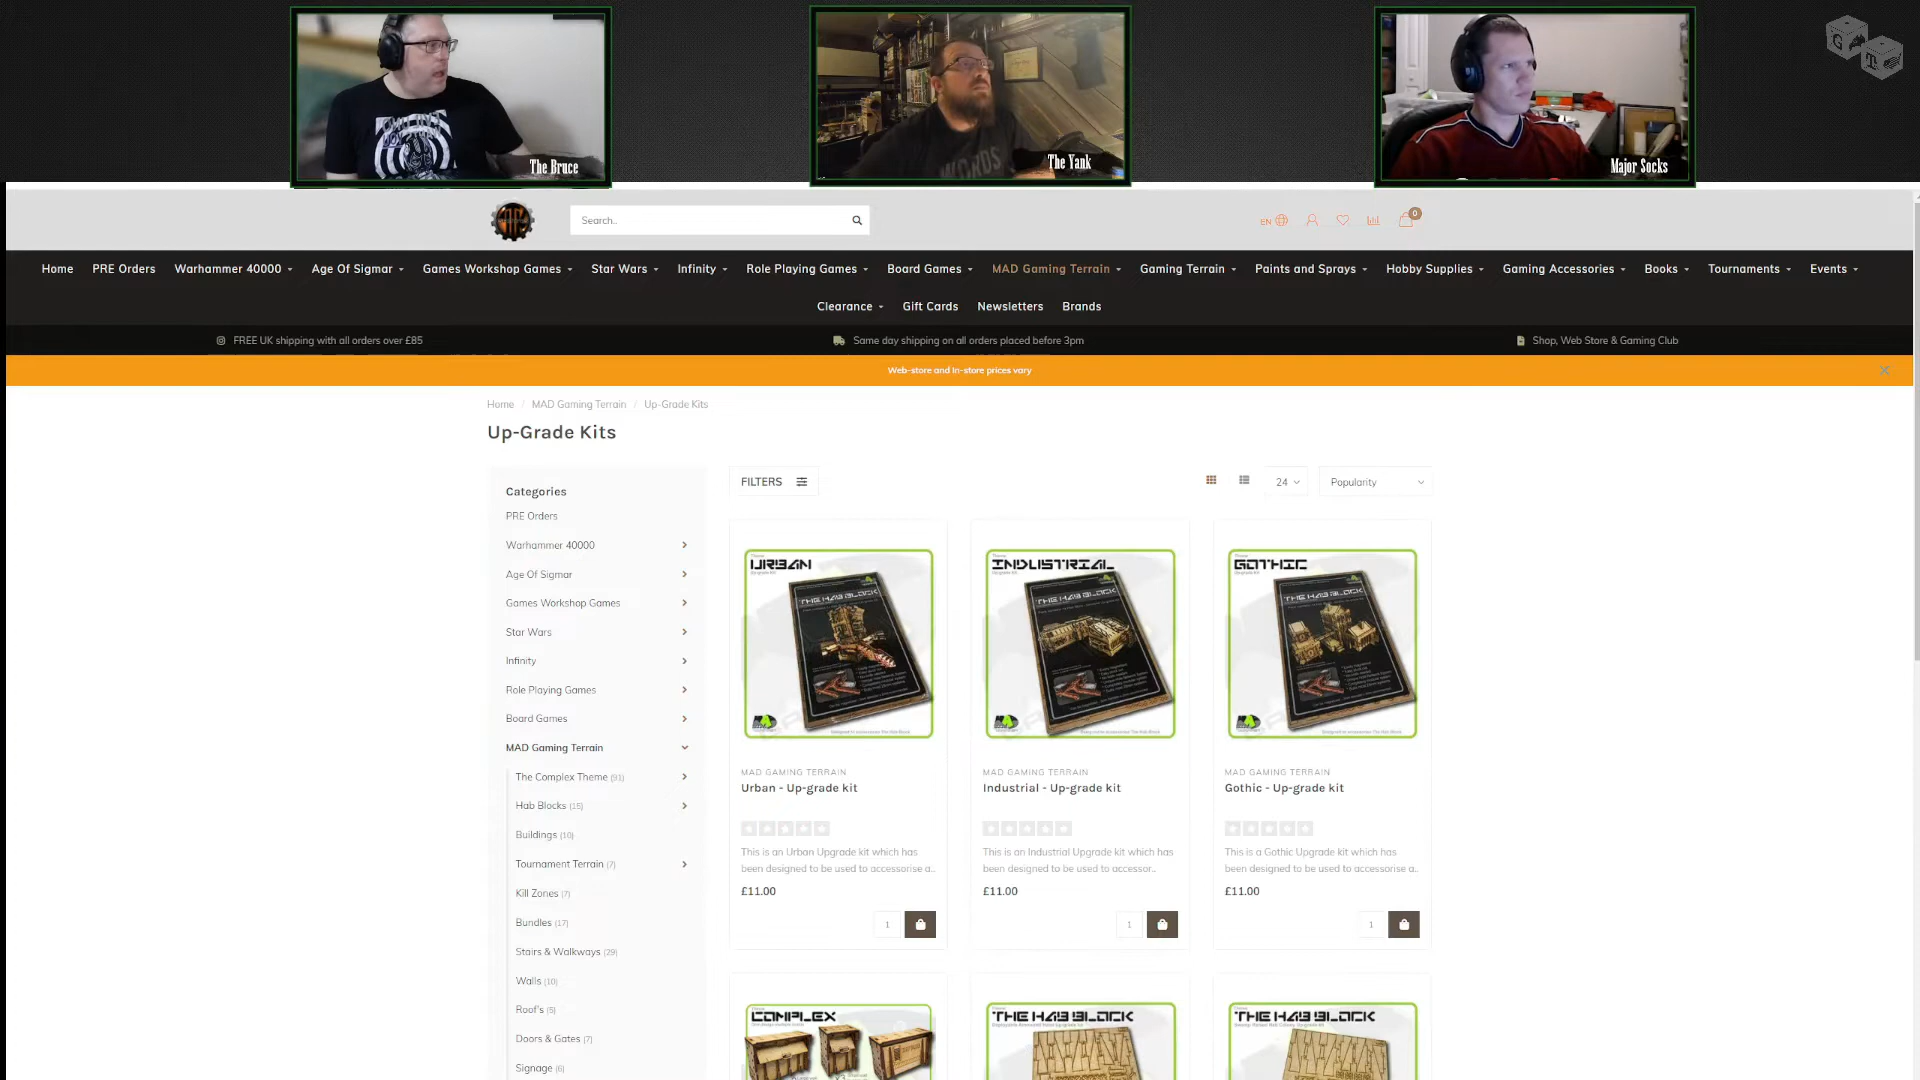 The Bruce
The Yank
Major Socks
Search..
EN
0
Home PRE Orders Warhammer 40000 Age Of Sigmar Games Workshop Games Star Wars Infinity Role Playing Games Board Games MAD Gaming Terrain Gaming Terrain Paints and Sprays Hobby Supplies Gaming Accessories Books Tournaments Events
Clearance Gift Cards Newsletters Brands
FREE UK shipping with all orders over £85
Same day shipping on all orders placed before 3pm
Shop, Web Store & Gaming Club
Web-store and In-store prices vary
Home / MAD Gaming Terrain / Up-Grade Kits
Up-Grade Kits
Categories
PRE Orders
Warhammer 40000
Age Of Sigmar
Games Workshop Games
Star Wars
Infinity
Role Playing Games
Board Games
MAD Gaming Terrain
The Complex Theme (91)
Hab Blocks (15)
Buildings (10)
Tournament Terrain (7)
Kill Zones (7)
Bundles (17)
Stairs & Walkways (29)
Walls (10)
Roof's (5)
Doors & Gates (7)
Signage (6)
FILTERS
24
Popularity
URBAN
THE HAB BLOCK
MAD GAMING TERRAIN
Urban - Up-grade kit
This is an Urban Upgrade kit which has
been designed to be used to accessorise a..
£11.00
1
INDUSTRIAL
THE HAB BLOCK
MAD GAMING TERRAIN
Industrial - Up-grade kit
This is an Industrial Upgrade kit which has
been designed to be used to accessor..
£11.00
1
GOTHIC
THE HAB BLOCK
MAD GAMING TERRAIN
Gothic - Up-grade kit
This is a Gothic Upgrade kit which has
been designed to be used to accessorise a..
£11.00
1
COMPLEX
THE HAB BLOCK
THE HAB BLOCK